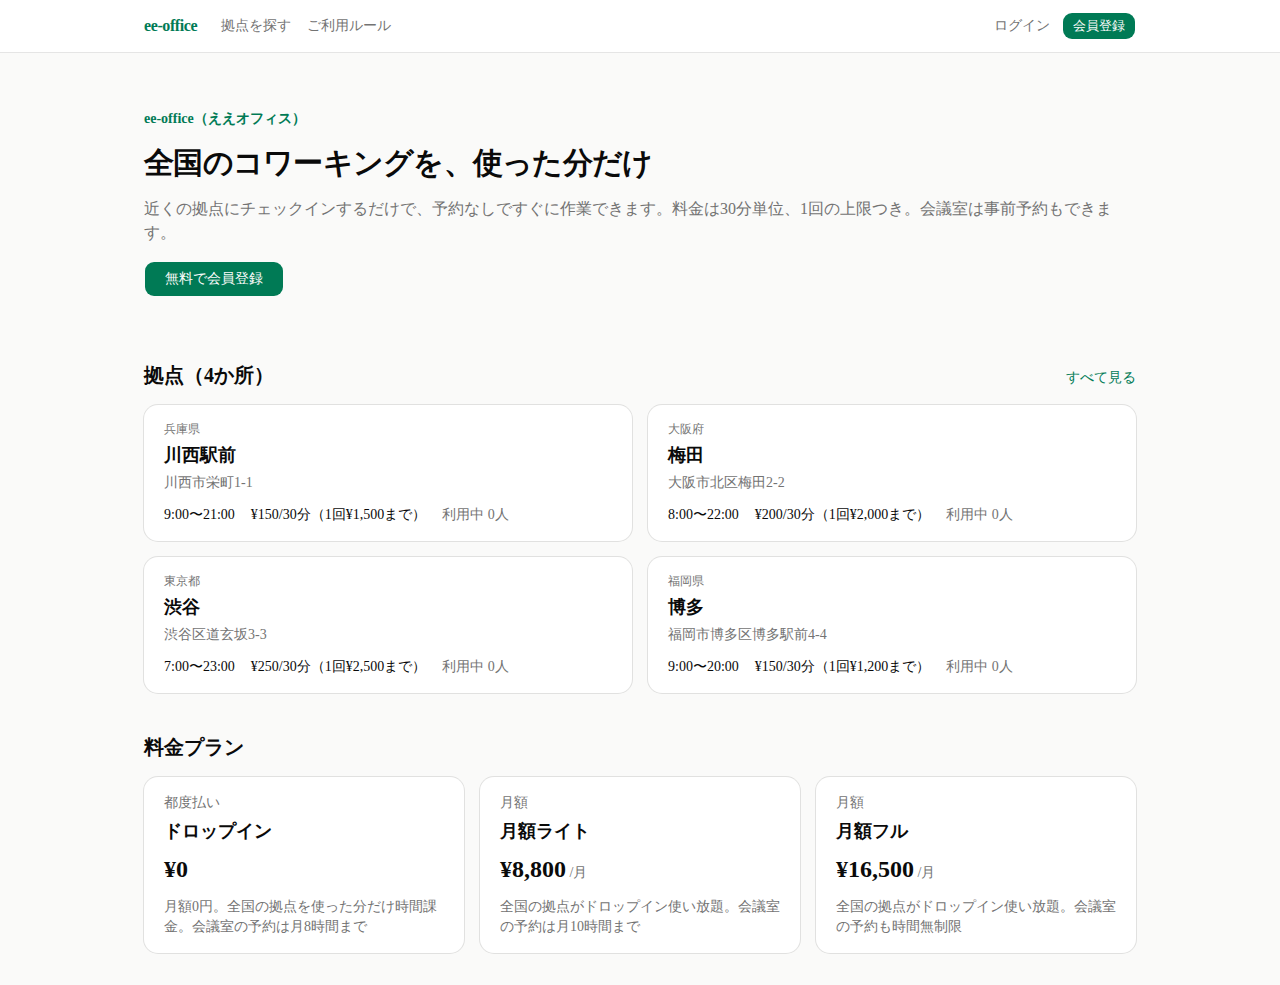 ee-office 拠点を探す ご利用ルール ログイン 会員登録
ee-office（ええオフィス）
全国のコワーキングを、使った分だけ
近くの拠点にチェックインするだけで、予約なしですぐに作業できます。料金は30分単位、1回の上限つき。会議室は事前予約もできま
す。
無料で会員登録
拠点（4か所） すべて見る
兵庫県
川西駅前
川西市栄町1-1
9:00〜21:00 ¥150/30分（1回¥1,500まで） 利用中 0人
大阪府
梅田
大阪市北区梅田2-2
8:00〜22:00 ¥200/30分（1回¥2,000まで） 利用中 0人
東京都
渋谷
渋谷区道玄坂3-3
7:00〜23:00 ¥250/30分（1回¥2,500まで） 利用中 0人
福岡県
博多
福岡市博多区博多駅前4-4
9:00〜20:00 ¥150/30分（1回¥1,200まで） 利用中 0人
料金プラン
都度払い
ドロップイン
¥0
月額0円。全国の拠点を使った分だけ時間課
金。会議室の予約は月8時間まで
月額
月額ライト
¥8,800 /月
全国の拠点がドロップイン使い放題。会議室
の予約は月10時間まで
月額
月額フル
¥16,500 /月
全国の拠点がドロップイン使い放題。会議室
の予約も時間無制限